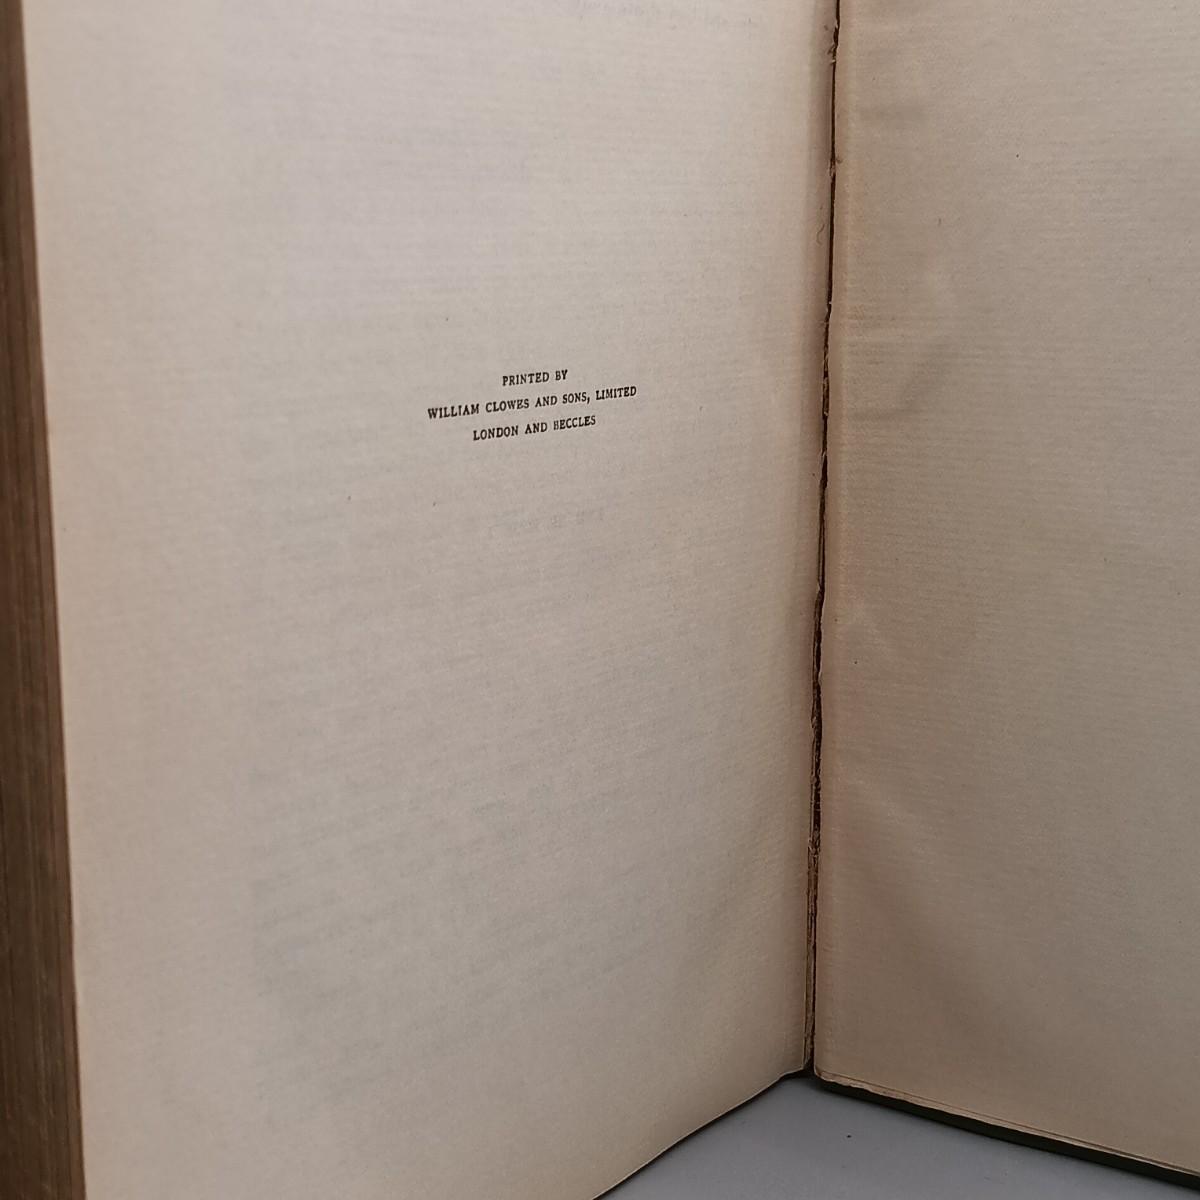 PRINTED BY
WILLIAM CLOWES AND SONS, LIMITED
LONDON AND BECCLES